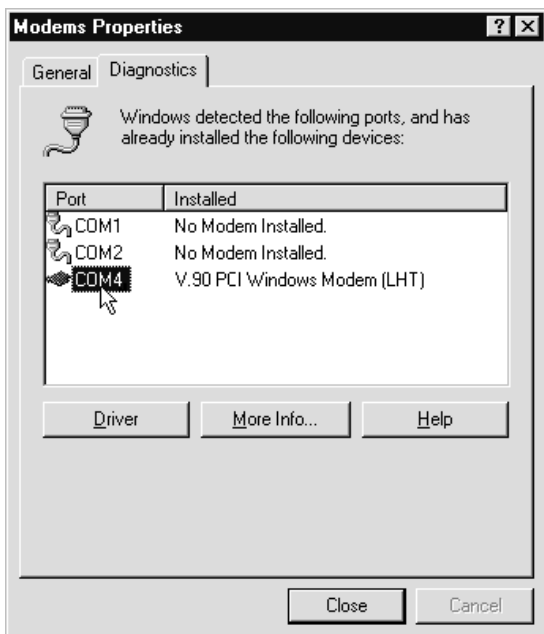 Modems Properties
General Diagnostics
Windows detected the following ports, and has
already installed the following devices:
Port Installed
COM1 No Modem Installed.
COM2 No Modem Installed.
COM4 V.90 PCI Windows Modem (LHT)
Driver More Info... Help
Close Cancel